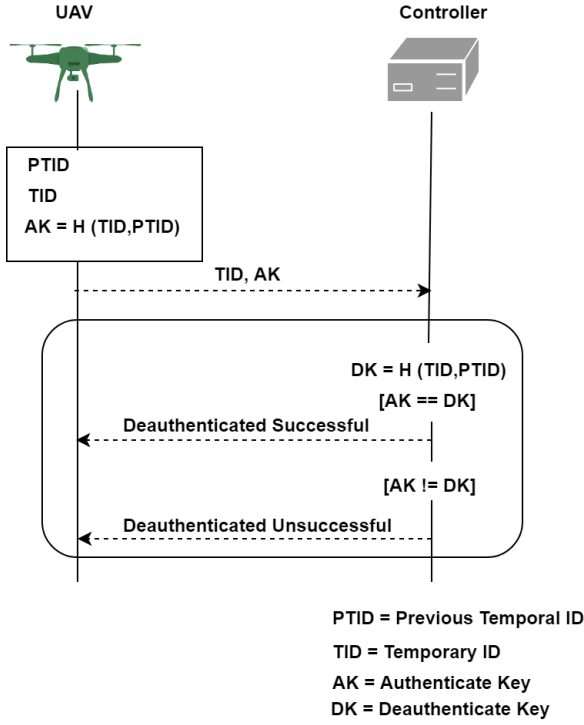 UAV
Controller
PTID
TID
AK = H (TID,PTID)
TID, AK
DK = H (TID,PTID)
[AK == DK]
Deauthenticated Successful
[AK != DK]
Deauthenticated Unsuccessful
PTID = Previous Temporal ID
TID = Temporary ID
AK = Authenticate Key
DK = Deauthenticate Key